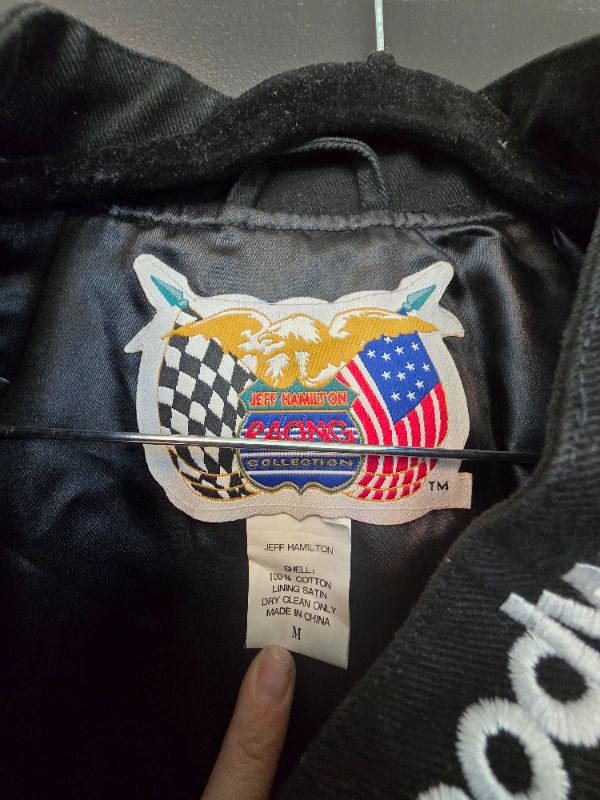 JEFF HAMILTON
RACING
COLLECTION
TM
JEFF HAMILTON
SHELL:
100% COTTON
LINING SATIN
DRY CLEAN ONLY
MADE IN CHINA
M